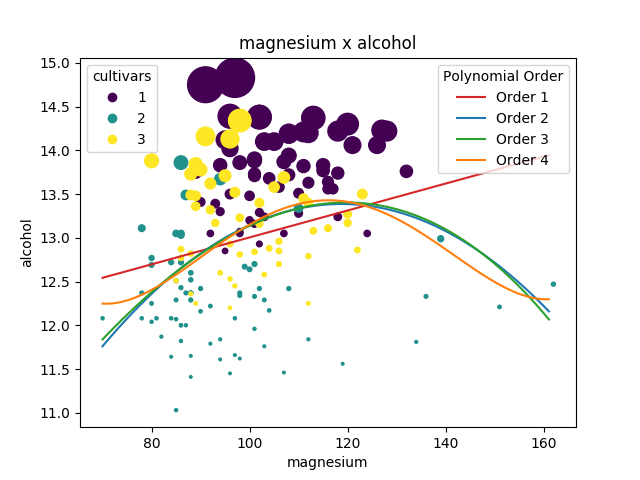 magnesium x alcohol
cultivars
1
2
3
Polynomial Order
Order 1
Order 2
Order 3
Order 4
15.0
14.5
14.0
13.5
13.0
12.5
12.0
11.5
11.0
alcohol
80 100 120 140 160
magnesium